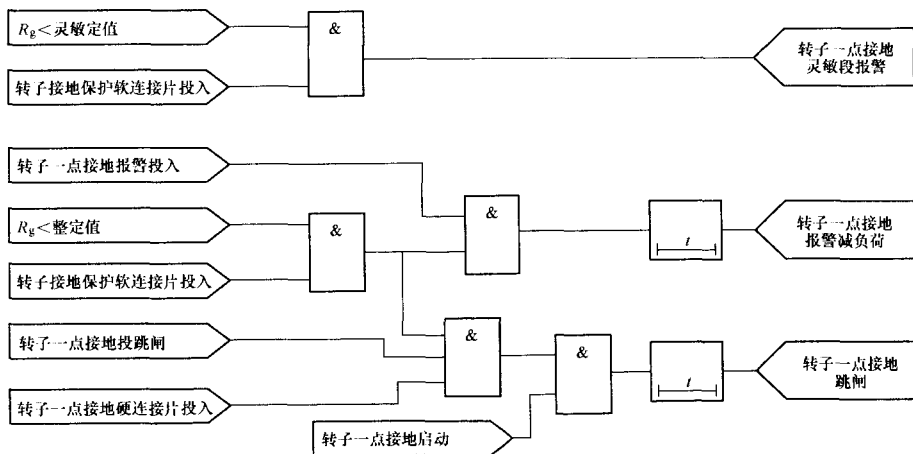 Rg<灵敏定值
&
转子接地保护软连接片投入
转子一点接地
灵敏段报警
转子一点接地报警投入
Rg<整定值
&
&
t
转子一点接地
报警减负荷
转子接地保护软连接片投入
转子一点接地投跳闸
&
&
t
转子一点接地
跳闸
转子一点接地硬连接片投入
转子一点接地启动